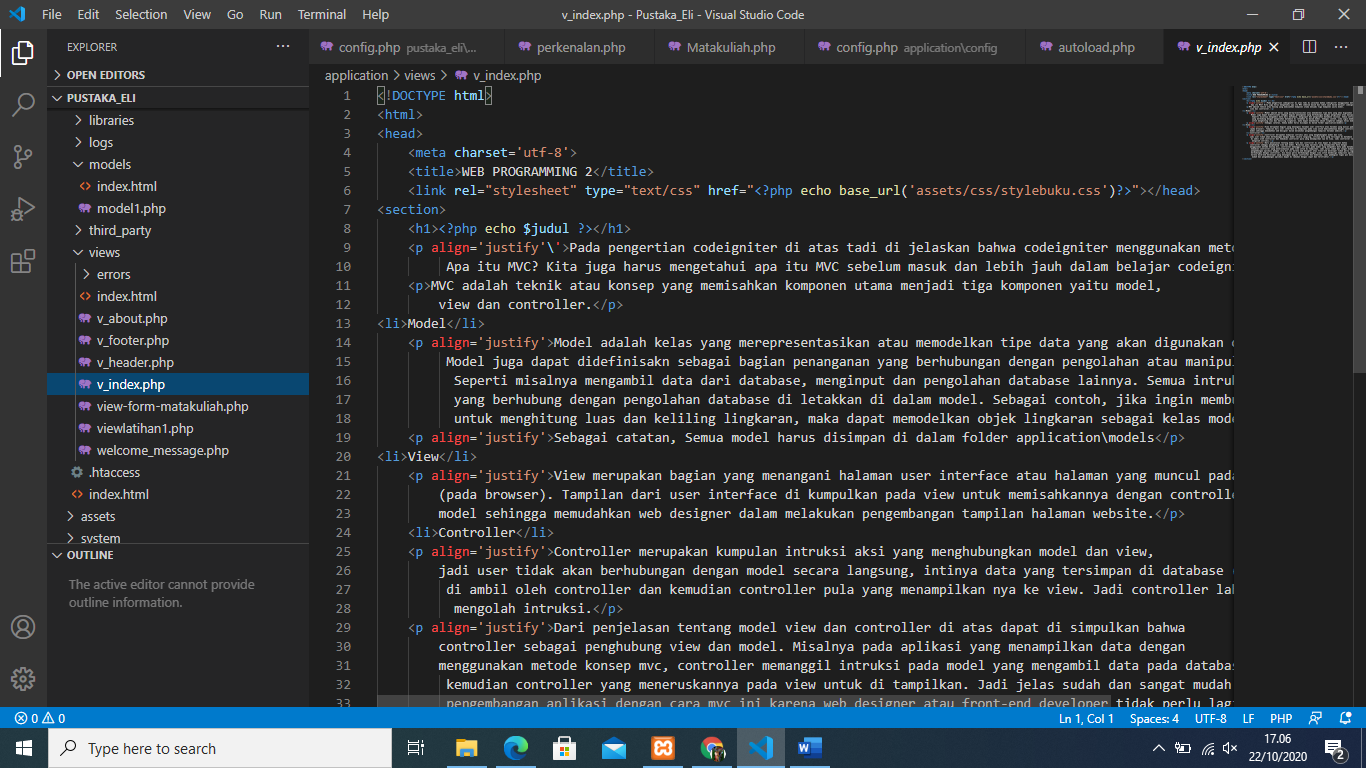 File Edit Selection View Go Run Terminal Help
v_index.php - Pustaka_Eli - Visual Studio Code
EXPLORER
OPEN EDITORS
PUSTAKA_ELI
libraries
logs
models
index.html
model1.php
third_party
views
errors
index.html
v_about.php
v_footer.php
v_header.php
v_index.php
view-form-matakuliah.php
viewlatihan1.php
welcome_message.php
.htaccess
index.html
assets
system
OUTLINE
The active editor cannot provide
outline information.
config.php pustaka_eli\... perkenalan.php Matakuliah.php config.php application\config autoload.php v_index.php
application > views > v_index.php
1 <!DOCTYPE html>
2 <html>
3 <head>
4 <meta charset='utf-8'>
5 <title>WEB PROGRAMMING 2</title>
6 <link rel="stylesheet" type="text/css" href="<?php echo base_url('assets/css/stylebuku.css')?>"></head>
7 <section>
8 <h1><?php echo $judul ?></h1>
9 <p align='justify'\'>Pada pengertian codeigniter di atas tadi di jelaskan bahwa codeigniter menggunakan
10 Apa itu MVC? Kita juga harus mengetahui apa itu MVC sebelum masuk dan lebih jauh dalam belajar
11 <p>MVC adalah teknik atau konsep yang memisahkan komponen utama menjadi tiga komponen yaitu model,
12 view dan controller.</p>
13 <li>Model</li>
14 <p align='justify'>Model adalah kelas yang merepresentasikan atau memodelkan tipe data yang akan digunakan
15 Model juga dapat didefinisakn sebagai bagian penanganan yang berhubungan dengan pengolahan atau
16 Seperti misalnya mengambil data dari database, menginput dan pengolahan database lainnya. Semua
17 yang berhubung dengan pengolahan database di letakkan di dalam model. Sebagai contoh, jika ingin
18 untuk menghitung luas dan keliling lingkaran, maka dapat memodelkan objek lingkaran sebagai kelas
19 <p align='justify'>Sebagai catatan, Semua model harus disimpan di dalam folder application\models</p>
20 <li>View</li>
21 <p align='justify'>View merupakan bagian yang menangani halaman user interface atau halaman yang muncul pada
22 (pada browser). Tampilan dari user interface di kumpulkan pada view untuk memisahkannya dengan
23 model sehingga memudahkan web designer dalam melakukan pengembangan tampilan halaman website.</p>
24 <li>Controller</li>
25 <p align='justify'>Controller merupakan kumpulan intruksi aksi yang menghubungkan model dan view,
26 jadi user tidak akan berhubungan dengan model secara langsung, intinya data yang tersimpan di database
27 di ambil oleh controller dan kemudian controller pula yang menampilkan nya ke view. Jadi controller
28 mengolah intruksi.</p>
29 <p align='justify'>Dari penjelasan tentang model view dan controller di atas dapat di simpulkan bahwa
30 controller sebagai penghubung view dan model. Misalnya pada aplikasi yang menampilkan data dengan
31 menggunakan metode konsep mvc, controller memanggil intruksi pada model yang mengambil data pada
32 kemudian controller yang meneruskannya pada view untuk di tampilkan. Jadi jelas sudah dan sangat mudah
33 pengembangan aplikasi dengan cara mvc ini karena web designer atau front-end developer tidak perlu
0 0 Ln 1, Col 1 Spaces: 4 UTF-8 LF PHP
Type here to search
17.06
22/10/2020
2